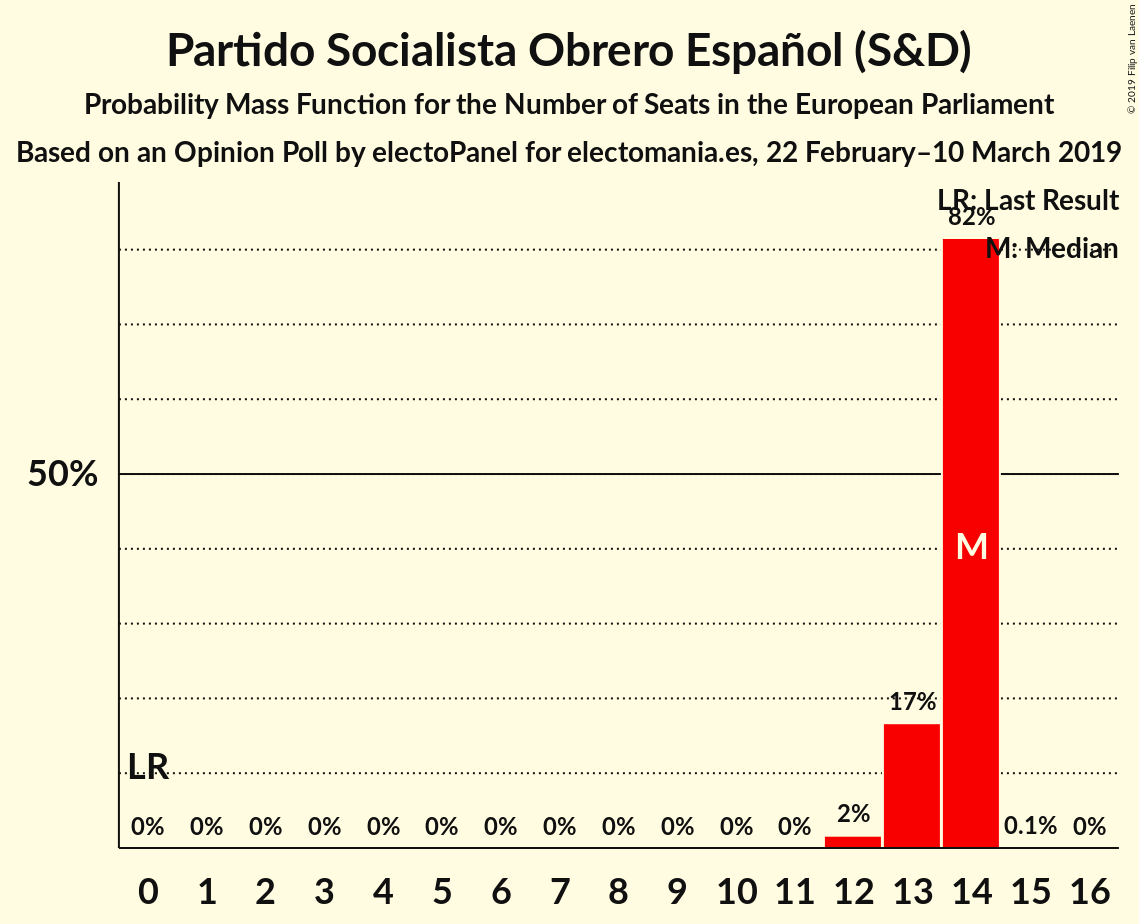 Partido Socialista Obrero Español (S&D)
Probability Mass Function for the Number of Seats in the European Parliament
Based on an Opinion Poll by electoPanel for electomania.es, 22 February–10 March 2019
© 2019 Filip van Laenen
LR: Last Result
82%
M: Median
50%
M
17%
LR
0% 0% 0% 0% 0% 0% 0% 0% 0% 0% 0% 0% 2% 0.1% 0%
0 1 2 3 4 5 6 7 8 9 10 11 12 13 14 15 16